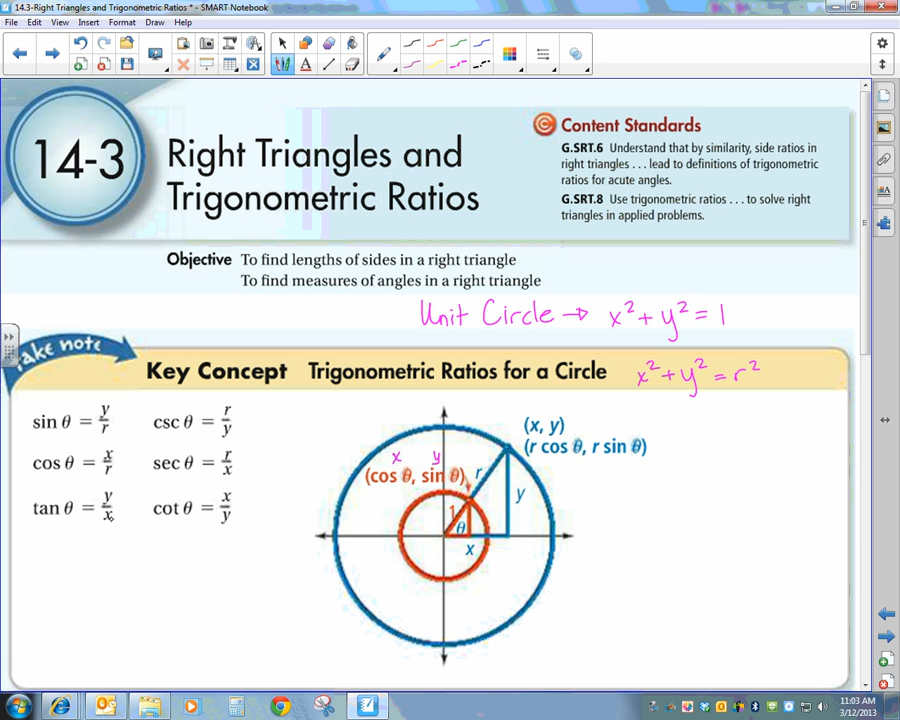 14.3-Right Triangles and Trigonometric Ratios * - SMART Notebook
File Edit View Insert Format Draw Help
14-3
Right Triangles and
Trigonometric Ratios
Content Standards
G.SRT.6 Understand that by similarity, side ratios in
right triangles . . . lead to definitions of trigonometric
ratios for acute angles.
G.SRT.8 Use trigonometric ratios . . . to solve right
triangles in applied problems.
Objective To find lengths of sides in a right triangle
To find measures of angles in a right triangle
Unit Circle → x² + y² = 1
take note
Key Concept Trigonometric Ratios for a Circle x² + y² = r²
sin θ = y/r csc θ = r/y
cos θ = x/r sec θ = r/x
tan θ = y/x cot θ = x/y
(x, y)
(r cos θ, r sin θ)
x y
(cos θ, sin θ)
r
y
1
θ
x
11:03 AM
3/12/2013